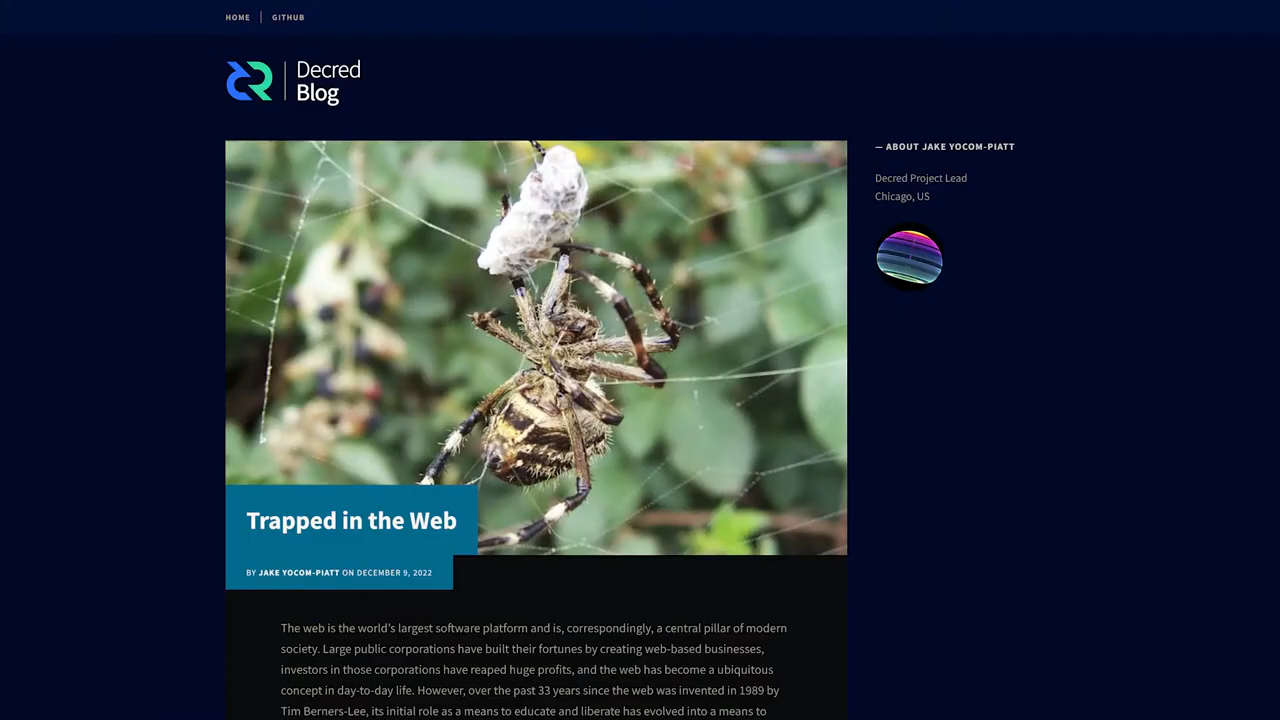 HOME
GITHUB
Decred
Blog
— ABOUT JAKE YOCOM-PIATT
Decred Project Lead
Chicago, US
Trapped in the Web
BY JAKE YOCOM-PIATT ON DECEMBER 9, 2022
The web is the world’s largest software platform and is, correspondingly, a central pillar of modern
society. Large public corporations have built their fortunes by creating web-based businesses,
investors in those corporations have reaped huge profits, and the web has become a ubiquitous
concept in day-to-day life. However, over the past 33 years since the web was invented in 1989 by
Tim Berners-Lee, its initial role as a means to educate and liberate has evolved into a means to